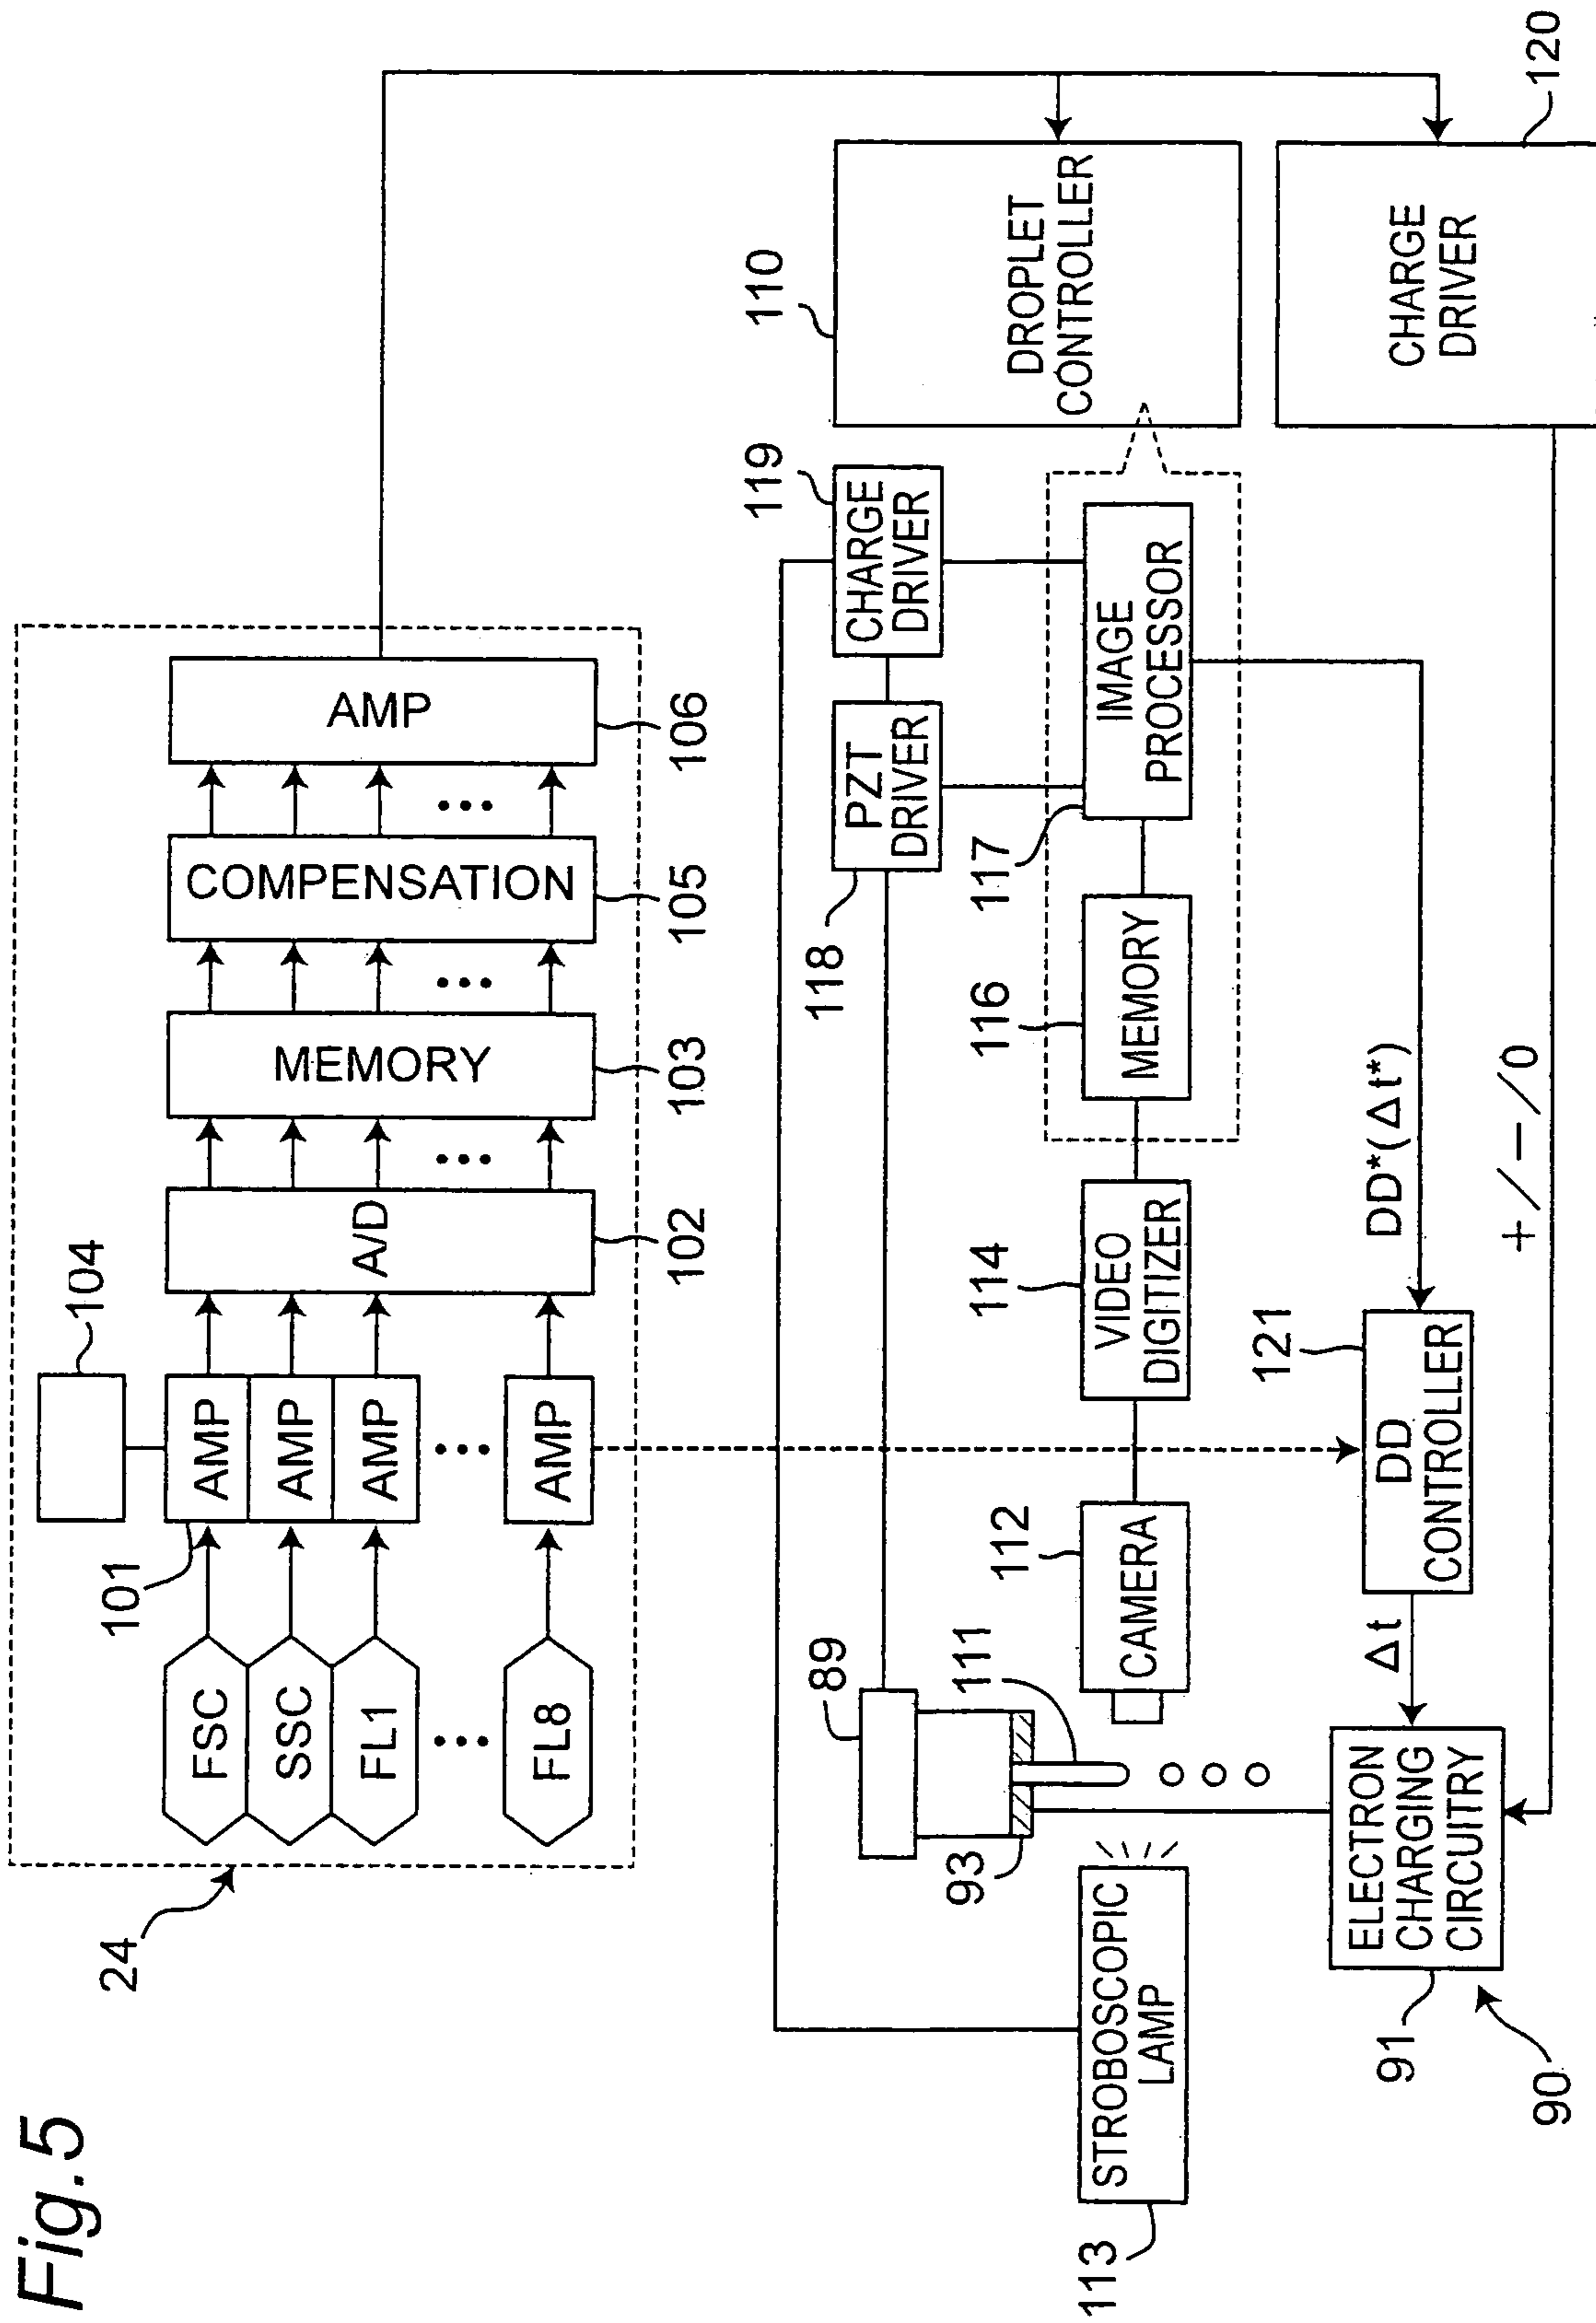 Fig.5
24
104
101
FSC
SSC
FL1
FL8
AMP
AMP
AMP
AMP
A/D
102
MEMORY
103
COMPENSATION
105
AMP
106
89
118
PZT
DRIVER
119
CHARGE
DRIVER
110
DROPLET
CONTROLLER
113
STROBOSCOPIC
LAMP
93
111
112
CAMERA
114
VIDEO
DIGITIZER
116
MEMORY
117
IMAGE
PROCESSOR
90
91
ELECTRON
CHARGING
CIRCUITRY
Δt
121
DD
CONTROLLER
DD*(Δt*)
+/−/0
CHARGE
DRIVER
120